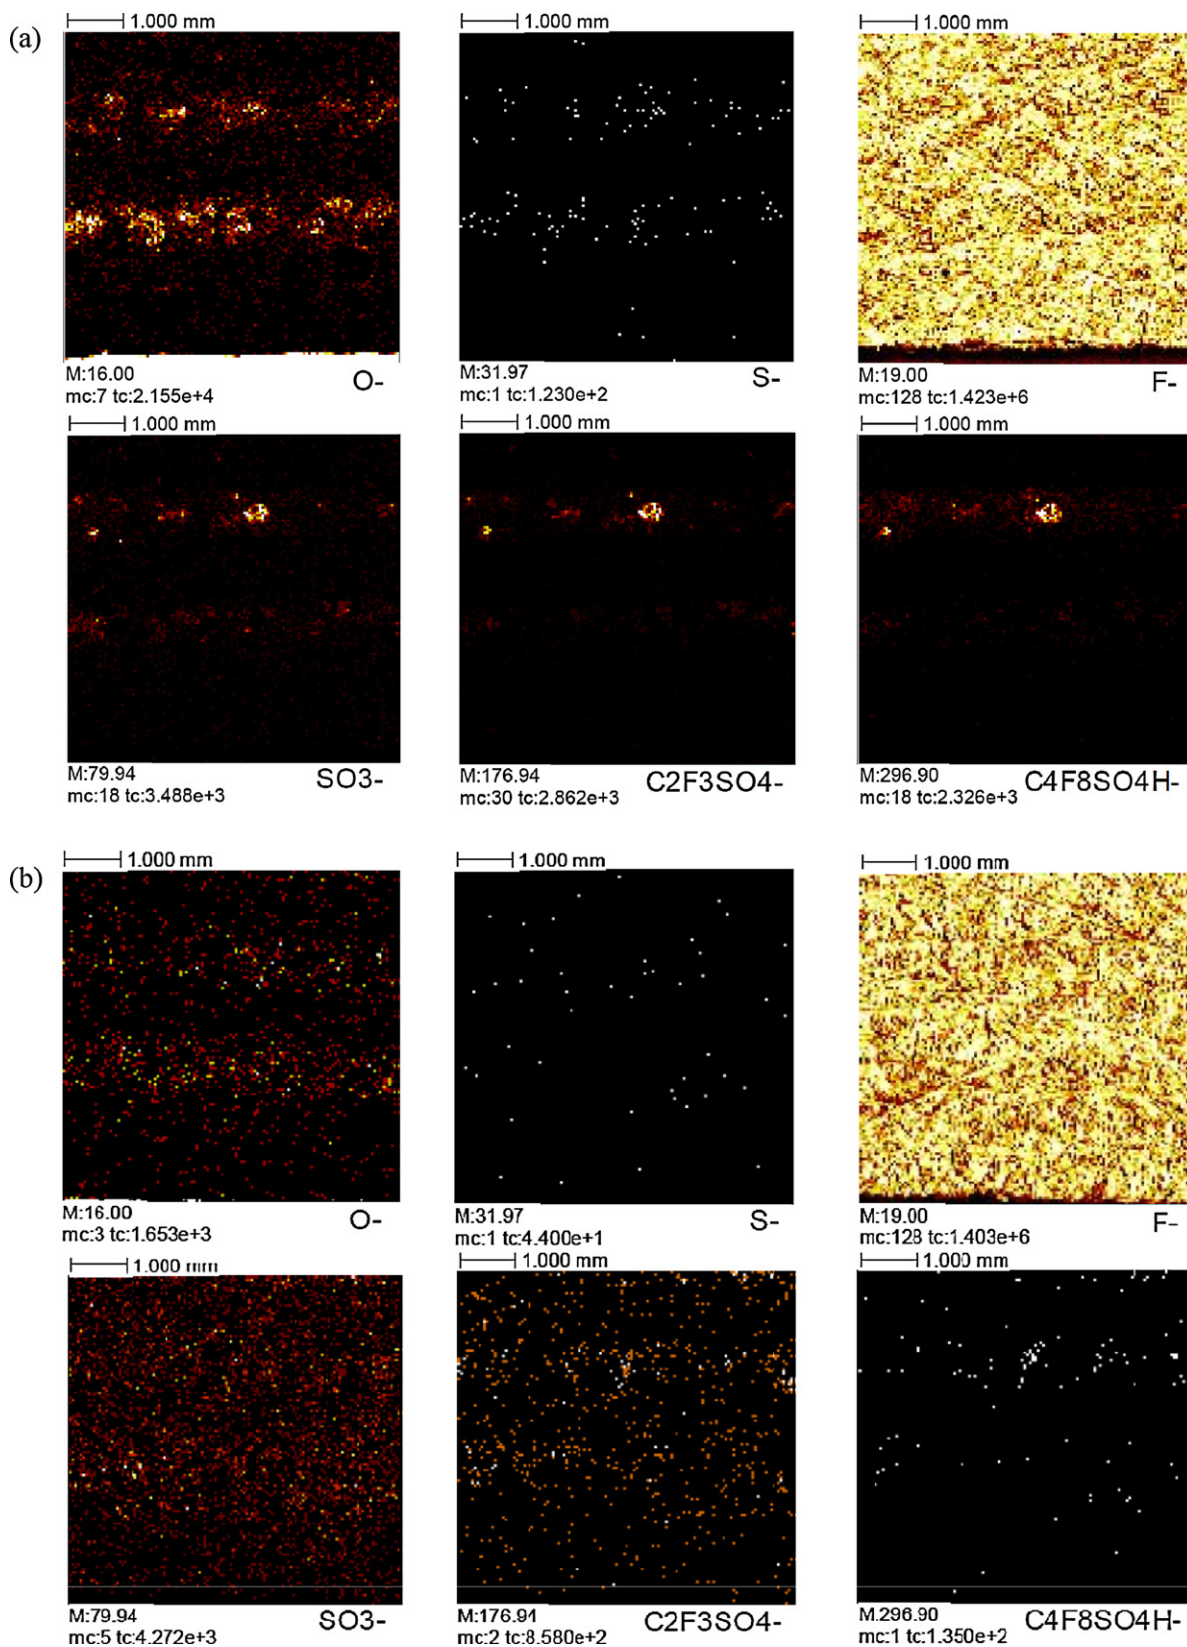 (a)
1.000 mm 1.000 mm 1.000 mm
M:16.00 M:31.97 M:19.00
mc:7 tc:2.155e+4 O- mc:1 tc:1.230e+2 S- mc:128 tc:1.423e+6 F-
1.000 mm 1.000 mm 1.000 mm
M:79.94 M:176.94 M:296.90
mc:18 tc:3.488e+3 SO3- mc:30 tc:2.862e+3 C2F3SO4- mc:18 tc:2.326e+3 C4F8SO4H-
(b)
1.000 mm 1.000 mm 1.000 mm
M:16.00 M:31.97 M:19.00
mc:3 tc:1.653e+3 O- mc:1 tc:4.400e+1 S- mc:128 tc:1.403e+6 F-
1.000 mm 1.000 mm 1.000 mm
M:79.94 M:176.91 M.296.90
mc:5 tc:4.272e+3 SO3- mc:2 tc:8.580e+2 C2F3SO4- mc:1 tc:1.350e+2 C4F8SO4H-